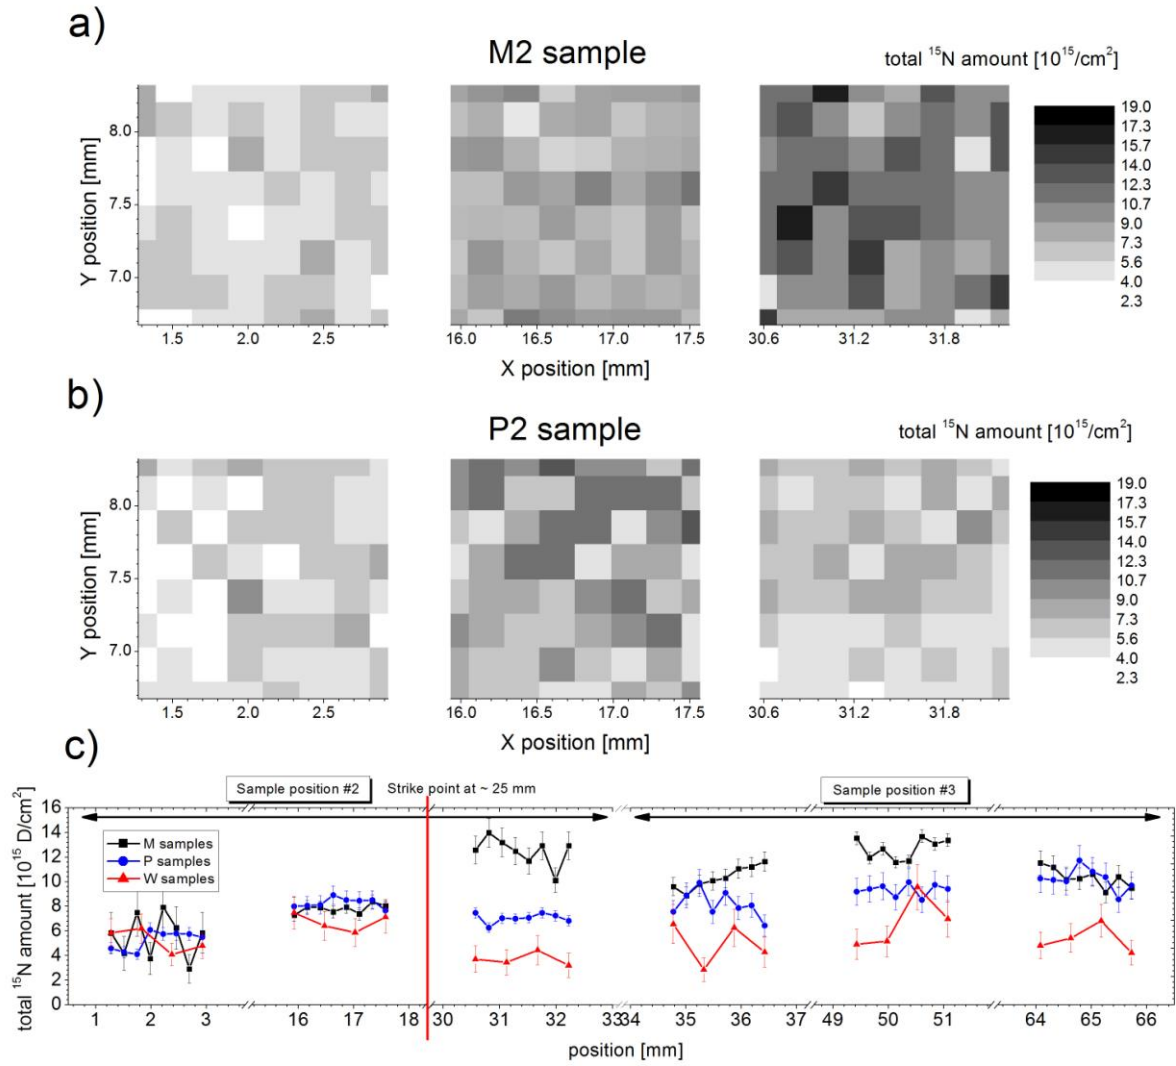 a)
M2 sample
total ¹⁵N amount [10¹⁵/cm²]
Y position [mm]
8.0
7.5
7.0
1.5 2.0 2.5
16.0 16.5 17.0 17.5
30.6 31.2 31.8
X position [mm]
19.0
17.3
15.7
14.0
12.3
10.7
9.0
7.3
5.6
4.0
2.3
b)
P2 sample
total ¹⁵N amount [10¹⁵/cm²]
Y position [mm]
8.0
7.5
7.0
1.5 2.0 2.5
16.0 16.5 17.0 17.5
30.6 31.2 31.8
X position [mm]
19.0
17.3
15.7
14.0
12.3
10.7
9.0
7.3
5.6
4.0
2.3
c)
Sample position #2
Strike point at ~ 25 mm
Sample position #3
total ¹⁵N amount [10¹⁵ D/cm²]
16
14
12
10
8
6
4
2
0
M samples
P samples
W samples
1 2 3 16 17 18 30 31 32 33 34 35 36 37 49 50 51 64 65 66
position [mm]